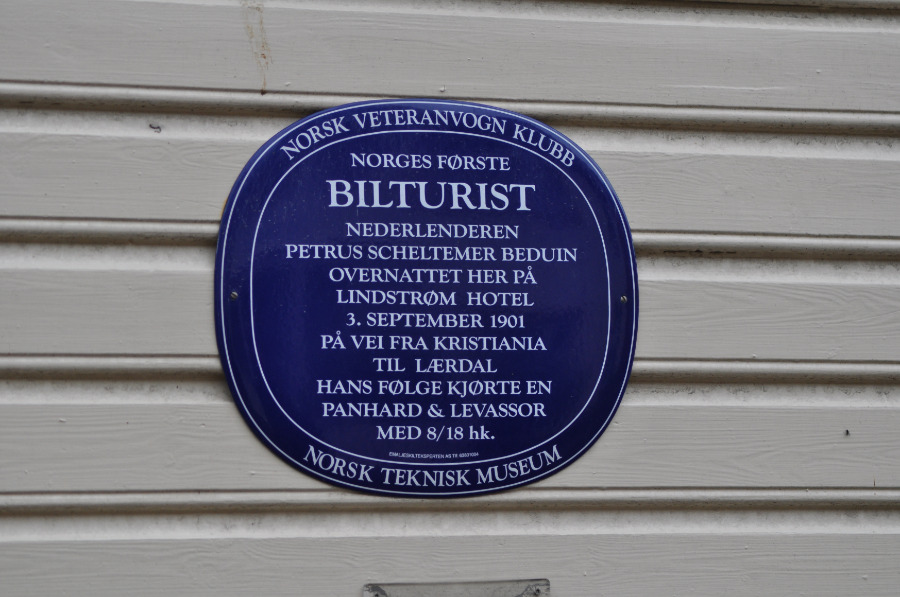 NORSK VETERANVOGN KLUBB
NORGES FØRSTE
BILTURIST
NEDERLENDEREN
PETRUS SCHELTEMER BEDUIN
OVERNATTET HER PÅ
LINDSTRØM HOTEL
3. SEPTEMBER 1901
PÅ VEI FRA KRISTIANIA
TIL LÆRDAL
HANS FØLGE KJØRTE EN
PANHARD & LEVASSOR
MED 8/18 hk.
NORSK TEKNISK MUSEUM